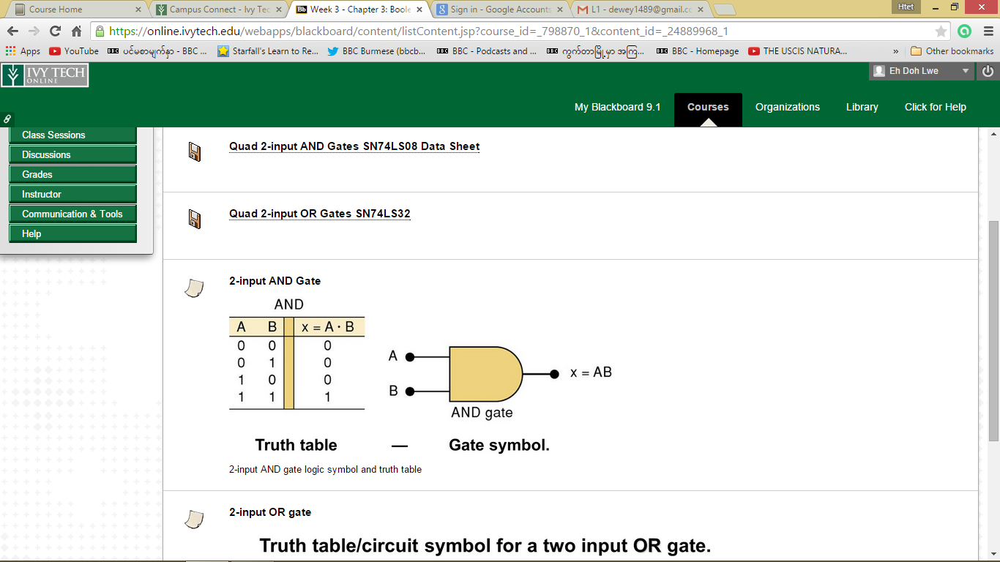 Course Home
Campus Connect - Ivy Tec
Bb Week 3 - Chapter 3: Boole
8 Sign in - Google Accounts
L1 - dewey1489@gmail.cc
Htet
https://online.ivytech.edu/webapps/blackboard/content/listContent.jsp?course_id=_798870_1&content_id=_24889968_1
Apps
YouTube
BBC ပင်မစာမျက်နှာ - BBC ...
Starfall's Learn to Re...
BBC Burmese (bbcb...
BBC BBC - Podcasts and ...
BBC ကွက်တာမြို့မှာ အကြ...
BBC BBC - Homepage
THE USCIS NATURA...
»
Other bookmarks
IVY TECH
ONLINE
Eh Doh Lwe
My Blackboard 9.1
Courses
Organizations
Library
Click for Help
Class Sessions
Discussions
Grades
Instructor
Communication & Tools
Help
Quad 2-input AND Gates SN74LS08 Data Sheet
Quad 2-input OR Gates SN74LS32
2-input AND Gate
AND
A B x = A · B
0 0 0
0 1 0
1 0 0
1 1 1
A
B
x = AB
AND gate
Truth table — Gate symbol.
2-input AND gate logic symbol and truth table
2-input OR gate
Truth table/circuit symbol for a two input OR gate.